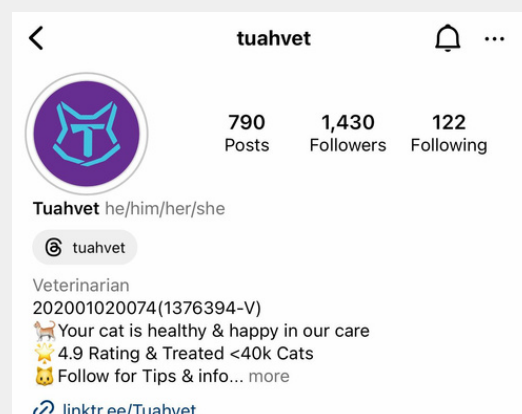 tuahvet
790 1,430 122
Posts Followers Following
Tuahvet he/him/her/she
tuahvet
Veterinarian
202001020074(1376394-V)
🐈Your cat is healthy & happy in our care
🌟4.9 Rating & Treated <40k Cats
🐱Follow for Tips & info... more
linktr.ee/Tuahvet